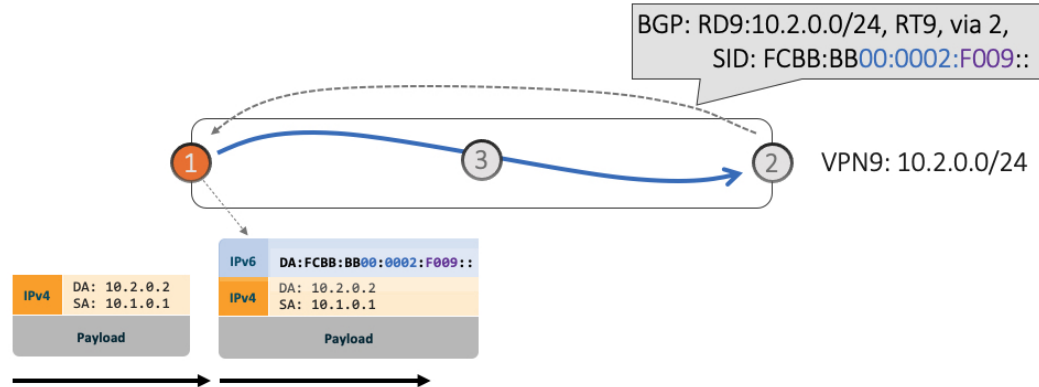 BGP: RD9:10.2.0.0/24, RT9, via 2,
SID: FCBB:BB00:0002:F009::
1
3
2
VPN9: 10.2.0.0/24
IPv6
DA:FCBB:BB00:0002:F009::
IPv4
DA: 10.2.0.2
SA: 10.1.0.1
Payload
IPv4
DA: 10.2.0.2
SA: 10.1.0.1
Payload